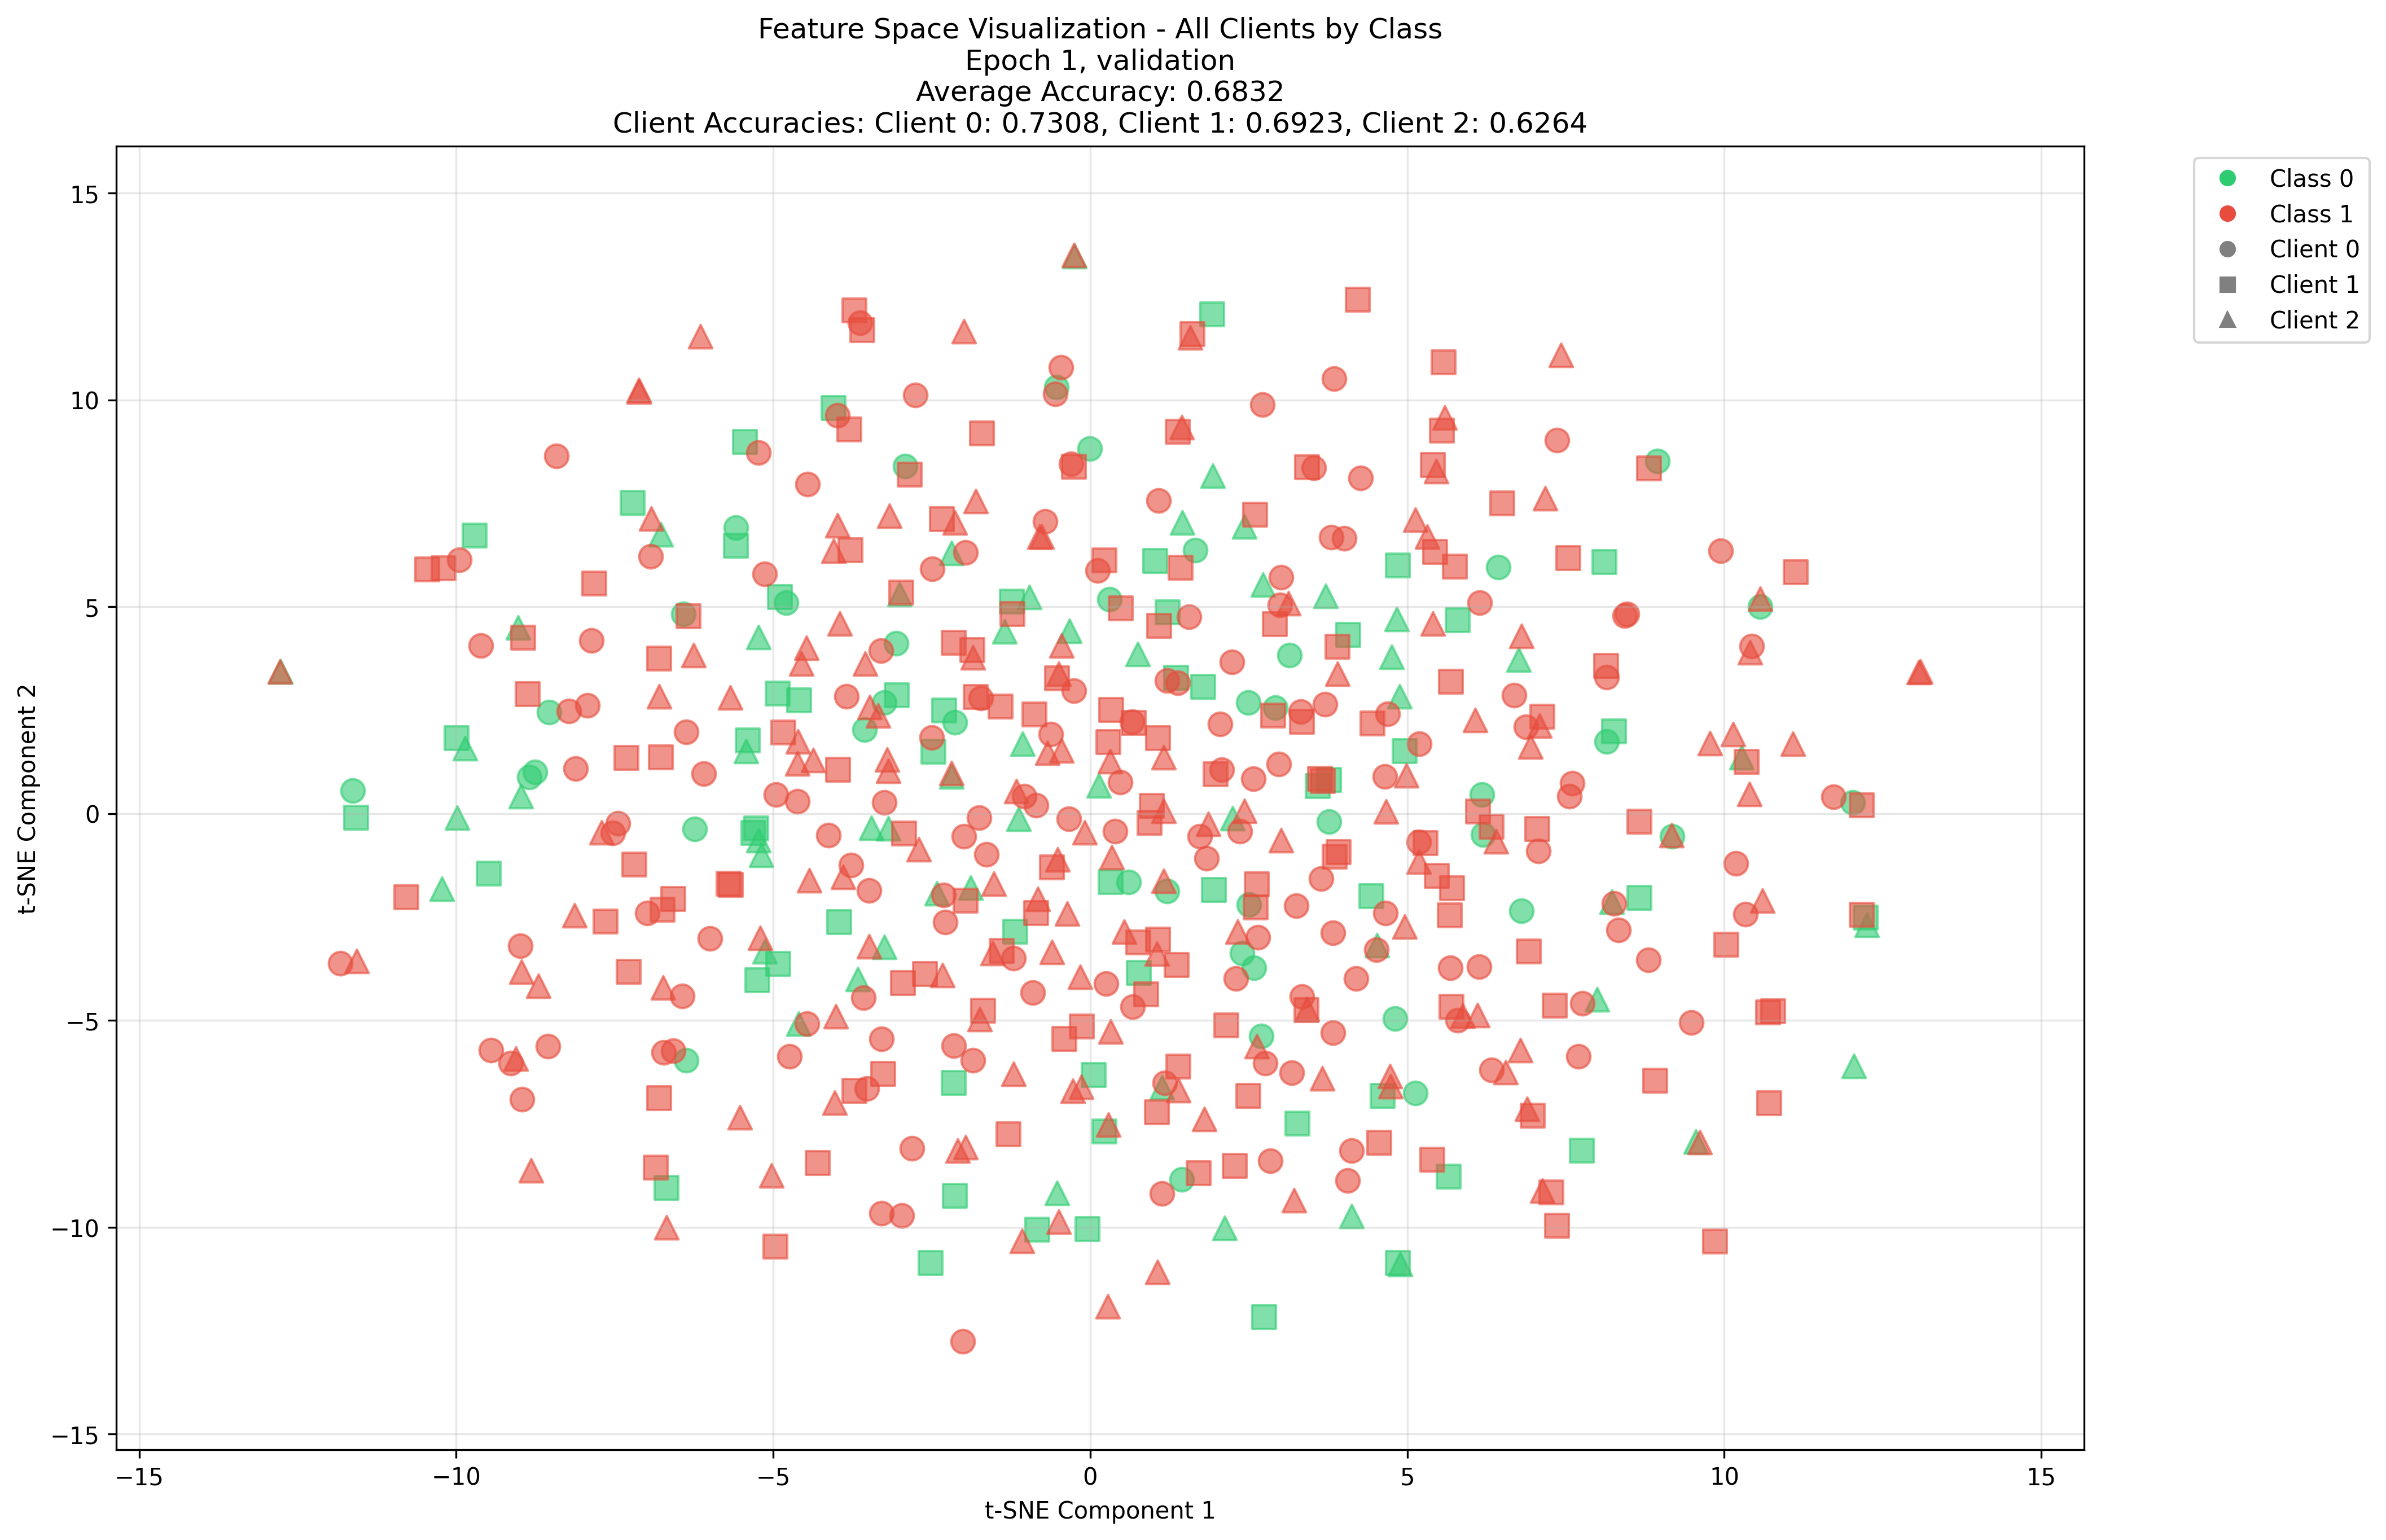 Feature Space Visualization - All Clients by Class
Epoch 1, validation
Average Accuracy: 0.6832
Client Accuracies: Client 0: 0.7308, Client 1: 0.6923, Client 2: 0.6264
Class 0
Class 1
Client 0
Client 1
Client 2
t-SNE Component 2
15
10
5
0
−5
−10
−15
−15
−10
−5
0
5
10
15
t-SNE Component 1